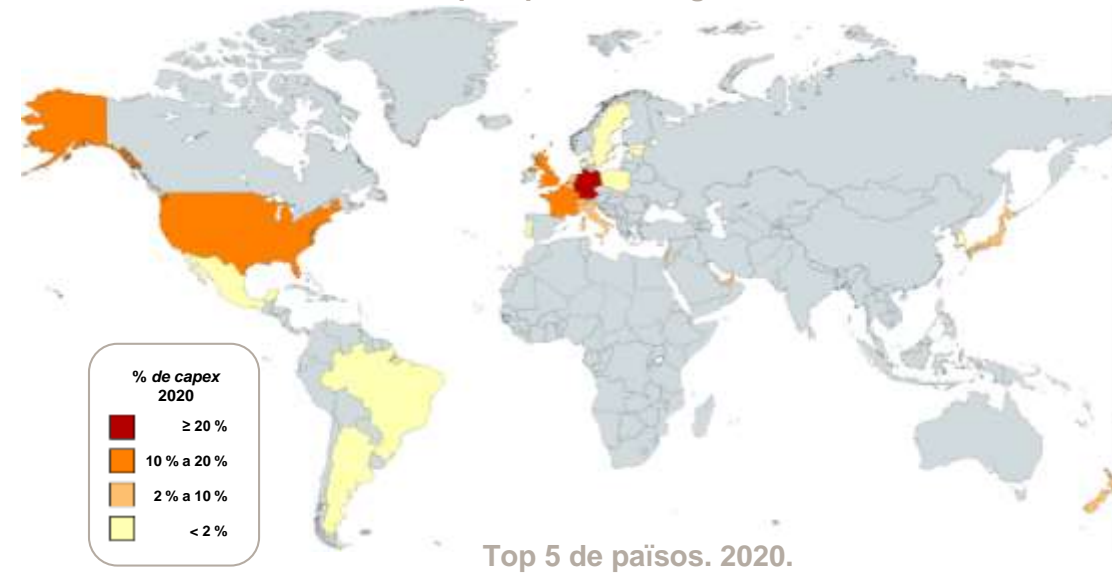 % de capex
2020
≥ 20 %
10 % a 20 %
2 % a 10 %
< 2 %
Top 5 de països. 2020.